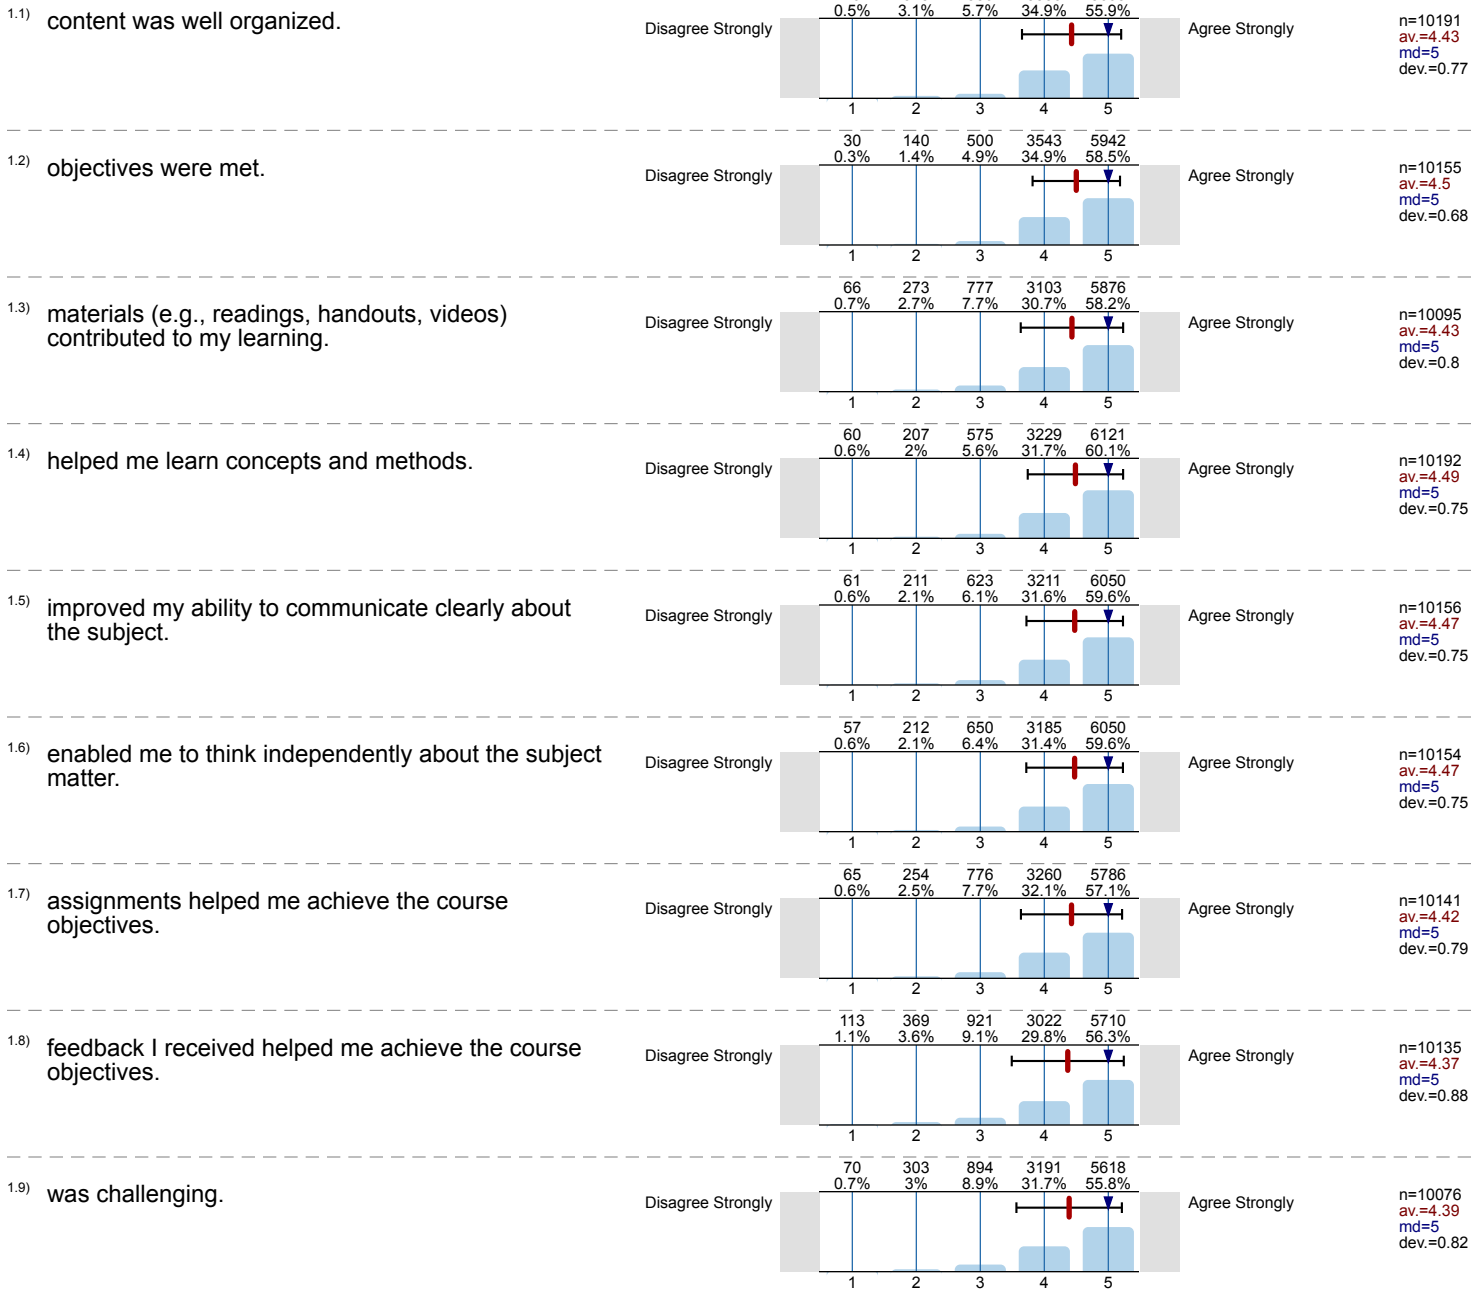 0.5% 3.1% 5.7% 34.9% 55.9%
1.1) content was well organized.
Disagree Strongly Agree Strongly
n=10191
av.=4.43
md=5
dev.=0.77
1 2 3 4 5
30 140 500 3543 5942
0.3% 1.4% 4.9% 34.9% 58.5%
1.2) objectives were met.
Disagree Strongly Agree Strongly
n=10155
av.=4.5
md=5
dev.=0.68
1 2 3 4 5
66 273 777 3103 5876
0.7% 2.7% 7.7% 30.7% 58.2%
1.3) materials (e.g., readings, handouts, videos)
contributed to my learning.
Disagree Strongly Agree Strongly
n=10095
av.=4.43
md=5
dev.=0.8
1 2 3 4 5
60 207 575 3229 6121
0.6% 2% 5.6% 31.7% 60.1%
1.4) helped me learn concepts and methods.
Disagree Strongly Agree Strongly
n=10192
av.=4.49
md=5
dev.=0.75
1 2 3 4 5
61 211 623 3211 6050
0.6% 2.1% 6.1% 31.6% 59.6%
1.5) improved my ability to communicate clearly about
the subject.
Disagree Strongly Agree Strongly
n=10156
av.=4.47
md=5
dev.=0.75
1 2 3 4 5
57 212 650 3185 6050
0.6% 2.1% 6.4% 31.4% 59.6%
1.6) enabled me to think independently about the subject
matter.
Disagree Strongly Agree Strongly
n=10154
av.=4.47
md=5
dev.=0.75
1 2 3 4 5
65 254 776 3260 5786
0.6% 2.5% 7.7% 32.1% 57.1%
1.7) assignments helped me achieve the course
objectives.
Disagree Strongly Agree Strongly
n=10141
av.=4.42
md=5
dev.=0.79
1 2 3 4 5
113 369 921 3022 5710
1.1% 3.6% 9.1% 29.8% 56.3%
1.8) feedback I received helped me achieve the course
objectives.
Disagree Strongly Agree Strongly
n=10135
av.=4.37
md=5
dev.=0.88
1 2 3 4 5
70 303 894 3191 5618
0.7% 3% 8.9% 31.7% 55.8%
1.9) was challenging.
Disagree Strongly Agree Strongly
n=10076
av.=4.39
md=5
dev.=0.82
1 2 3 4 5